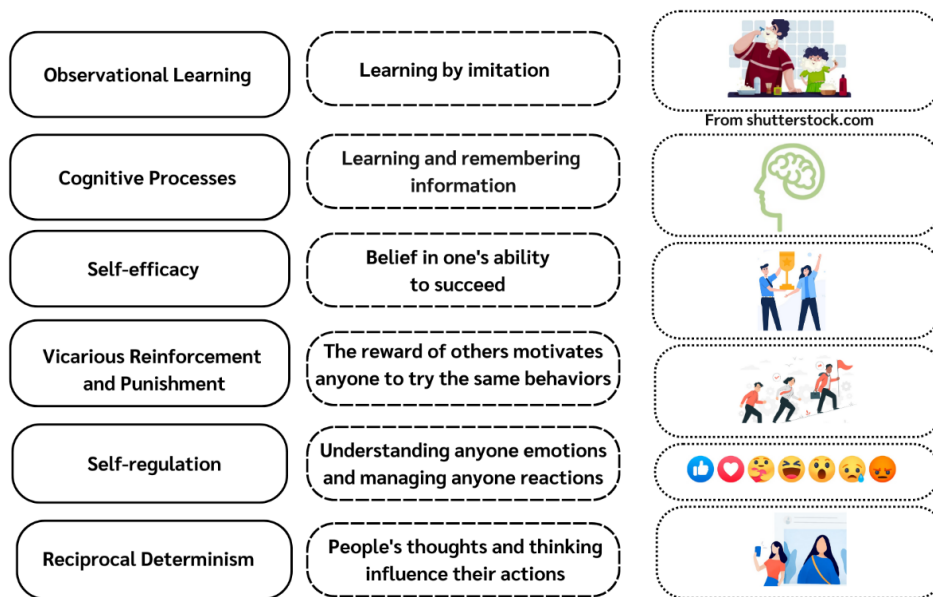 Observational Learning
Learning by imitation
From shutterstock.com
Cognitive Processes
Learning and remembering
information
Self-efficacy
Belief in one's ability
to succeed
Vicarious Reinforcement
and Punishment
The reward of others motivates
anyone to try the same behaviors
Self-regulation
Understanding anyone emotions
and managing anyone reactions
Reciprocal Determinism
People's thoughts and thinking
influence their actions